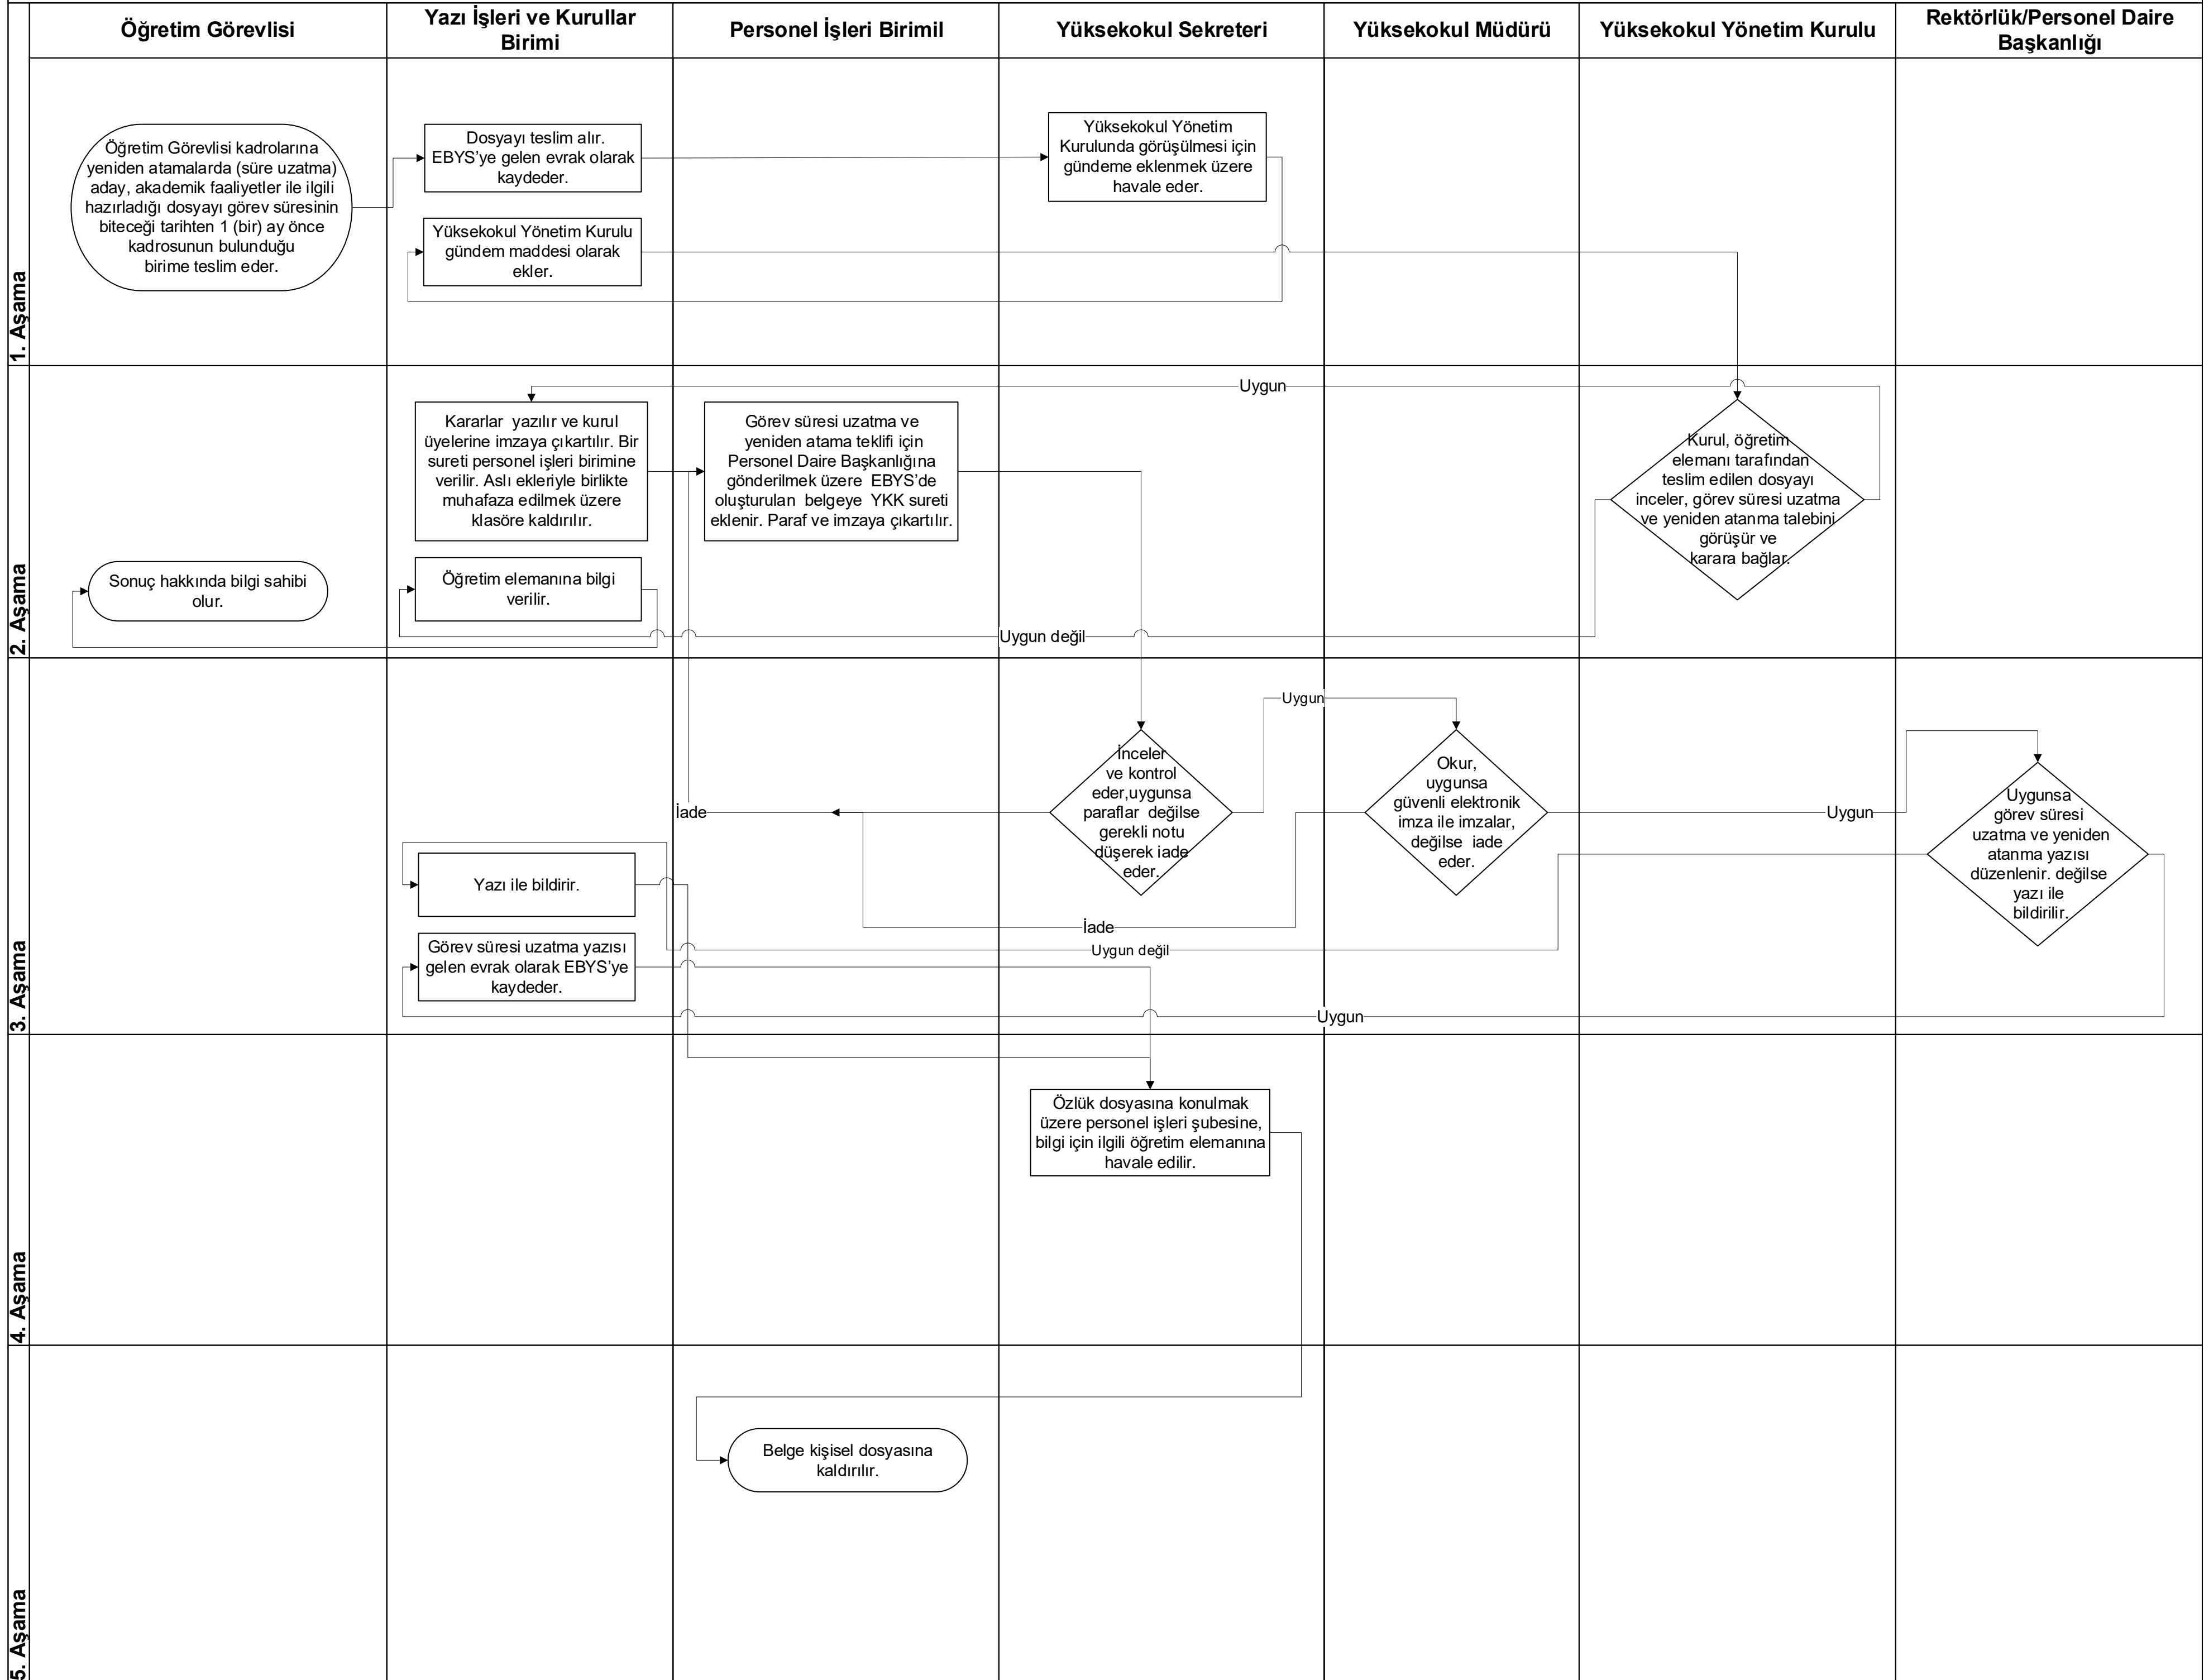 Öğretim Görevlisi
Yazı İşleri ve Kurullar
Birimi
Personel İşleri Birimil
Yüksekokul Sekreteri
Yüksekokul Müdürü
Yüksekokul Yönetim Kurulu
Rektörlük/Personel Daire
Başkanlığı
1. Aşama
Öğretim Görevlisi kadrolarına
yeniden atamalarda (süre uzatma)
aday, akademik faaliyetler ile ilgili
hazırladığı dosyayı görev süresinin
biteceği tarihten 1 (bir) ay önce
kadrosunun bulunduğu
birime teslim eder.
Dosyayı teslim alır.
EBYS’ye gelen evrak olarak
kaydeder.
Yüksekokul Yönetim
Kurulunda görüşülmesi için
gündeme eklenmek üzere
havale eder.
Yüksekokul Yönetim Kurulu
gündem maddesi olarak
ekler.
2. Aşama
Uygun
Kararlar yazılır ve kurul
üyelerine imzaya çıkartılır. Bir
sureti personel işleri birimine
verilir. Aslı ekleriyle birlikte
muhafaza edilmek üzere
klasöre kaldırılır.
Görev süresi uzatma ve
yeniden atama teklifi için
Personel Daire Başkanlığına
gönderilmek üzere EBYS’de
oluşturulan belgeye YKK sureti
eklenir. Paraf ve imzaya çıkartılır.
Kurul, öğretim
elemanı tarafından
teslim edilen dosyayı
inceler, görev süresi uzatma
ve yeniden atanma talebini
görüşür ve
karara bağlar.
Sonuç hakkında bilgi sahibi
olur.
Öğretim elemanına bilgi
verilir.
Uygun değil
3. Aşama
Uygun
İnceler
ve kontrol
eder,uygunsa
paraflar değilse
gerekli notu
düşerek iade
eder.
Okur,
uygunsa
güvenli elektronik
imza ile imzalar,
değilse iade
eder.
Uygun
Uygunsa
görev süresi
uzatma ve yeniden
atanma yazısı
düzenlenir. değilse
yazı ile
bildirilir.
İade
Yazı ile bildirir.
İade
Uygun değil
Görev süresi uzatma yazısı
gelen evrak olarak EBYS’ye
kaydeder.
Uygun
4. Aşama
Özlük dosyasına konulmak
üzere personel işleri şubesine,
bilgi için ilgili öğretim elemanına
havale edilir.
5. Aşama
Belge kişisel dosyasına
kaldırılır.